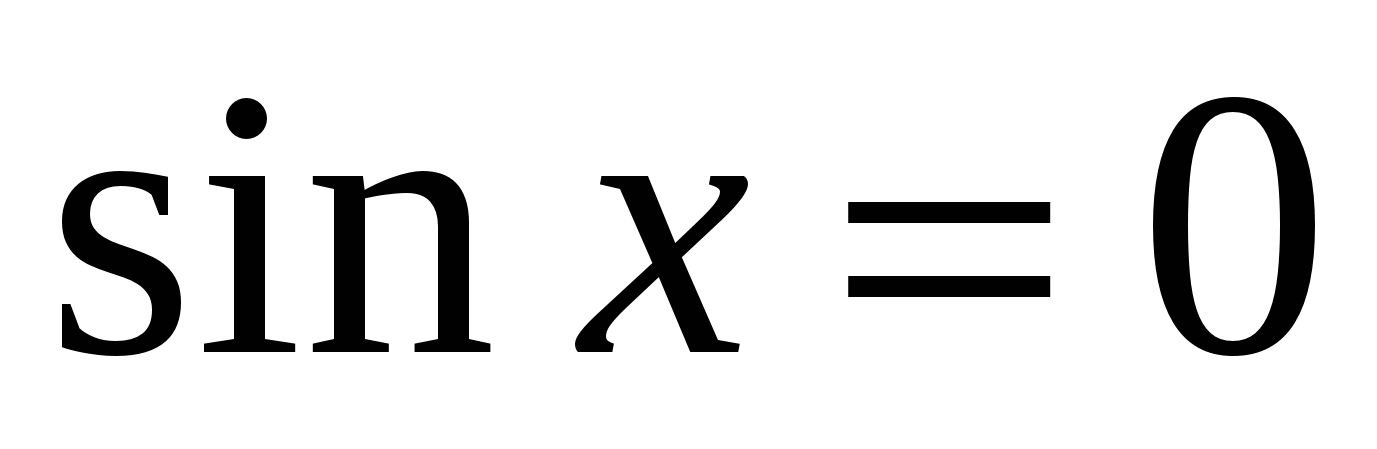 sin x = 0